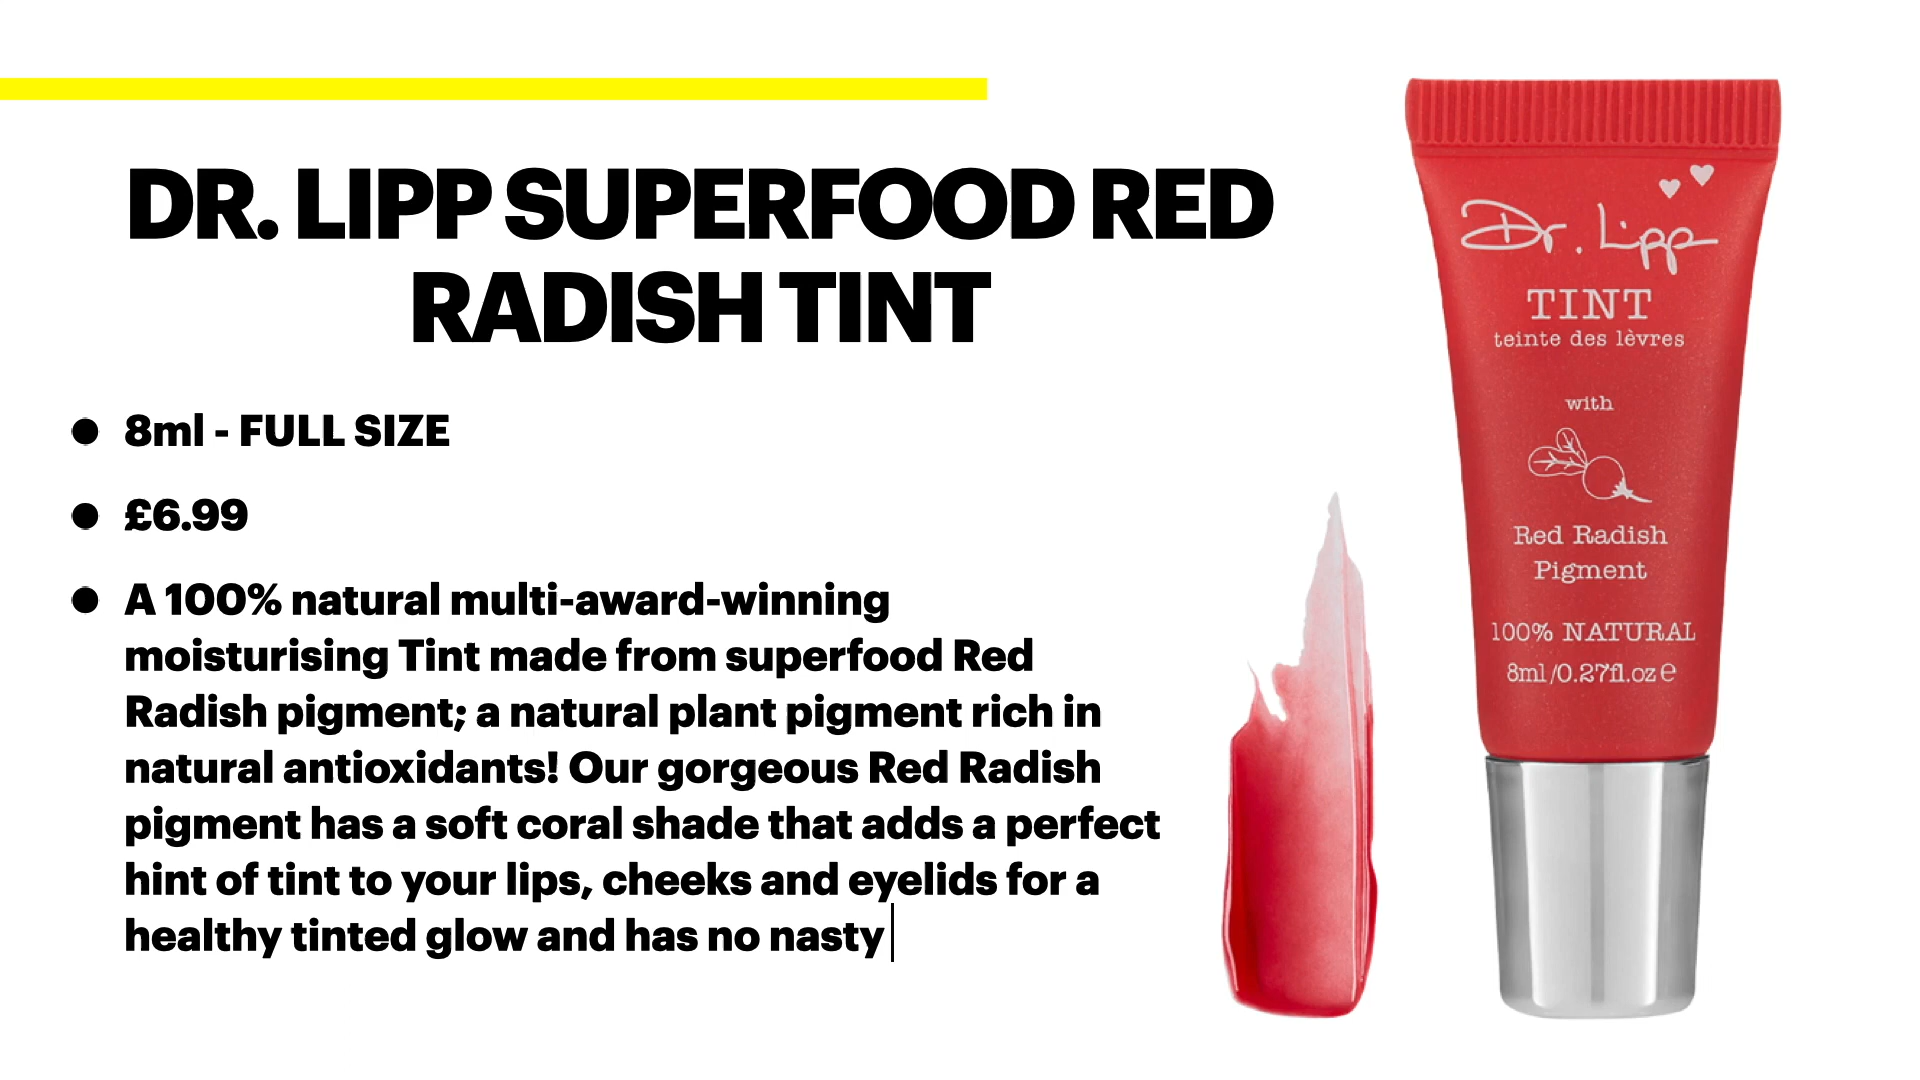 DR. LIPP SUPERFOOD RED
RADISH TINT
● 8ml - FULL SIZE
● £6.99
● A 100% natural multi-award-winning
moisturising Tint made from superfood Red
Radish pigment; a natural plant pigment rich in
natural antioxidants! Our gorgeous Red Radish
pigment has a soft coral shade that adds a perfect
hint of tint to your lips, cheeks and eyelids for a
healthy tinted glow and has no nasty
Dr. Lipp
TINT
teinte des lèvres
with
Red Radish
Pigment
100% NATURAL
8ml/0.27fl.oz℮